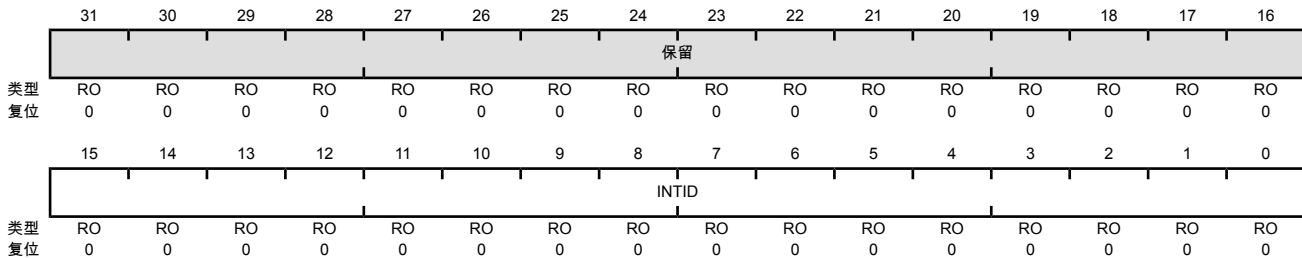 31 30 29 28 27 26 25 24 23 22 21 20 19 18 17 16
保留
类型 RO RO RO RO RO RO RO RO RO RO RO RO RO RO RO RO
复位 0 0 0 0 0 0 0 0 0 0 0 0 0 0 0 0
15 14 13 12 11 10 9 8 7 6 5 4 3 2 1 0
INTID
类型 RO RO RO RO RO RO RO RO RO RO RO RO RO RO RO RO
复位 0 0 0 0 0 0 0 0 0 0 0 0 0 0 0 0